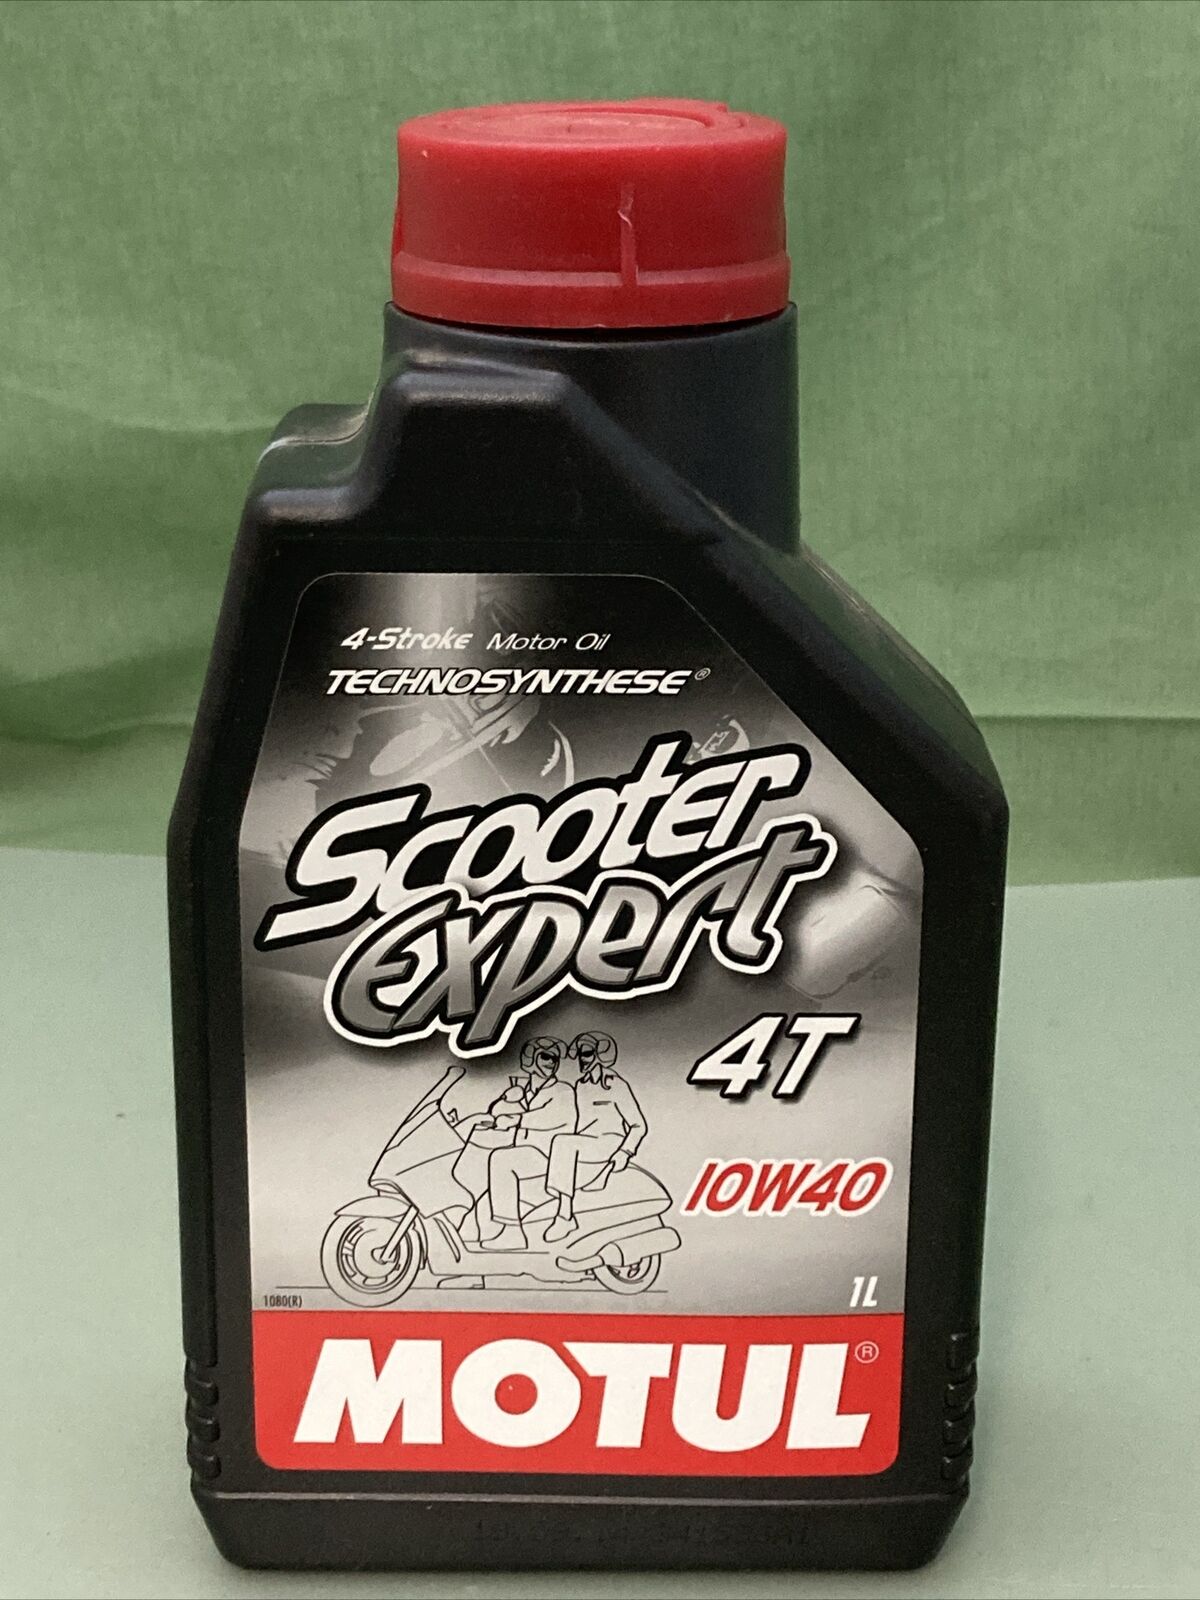 4-Stroke Motor Oil
TECHNOSYNTHESE®
Scooter
Expert
4T
10W40
1080(R)
1L
MOTUL®